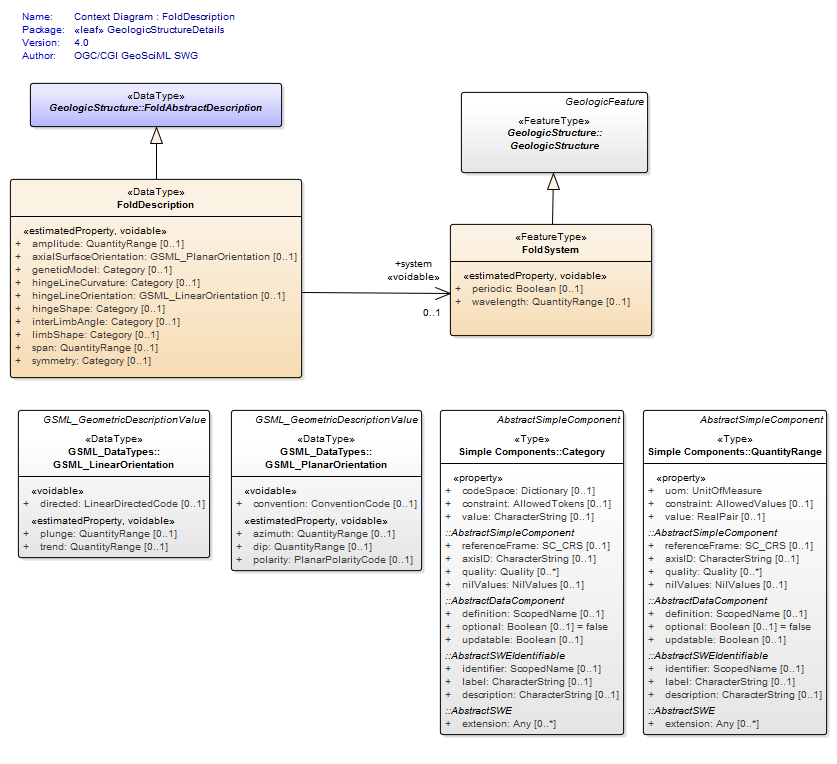 Name: Context Diagram : FoldDescription
Package: «leaf» GeologicStructureDetails
Version: 4.0
Author: OGC/CGI GeoSciML SWG
«DataType»
GeologicStructure::FoldAbstractDescription
GeologicFeature
«FeatureType»
GeologicStructure::
GeologicStructure
«DataType»
FoldDescription
«estimatedProperty, voidable»
+ amplitude: QuantityRange [0..1]
+ axialSurfaceOrientation: GSML_PlanarOrientation [0..1]
+ geneticModel: Category [0..1]
+ hingeLineCurvature: Category [0..1]
+ hingeLineOrientation: GSML_LinearOrientation [0..1]
+ hingeShape: Category [0..1]
+ interLimbAngle: Category [0..1]
+ limbShape: Category [0..1]
+ span: QuantityRange [0..1]
+ symmetry: Category [0..1]
+system
«voidable»
0..1
«FeatureType»
FoldSystem
«estimatedProperty, voidable»
+ periodic: Boolean [0..1]
+ wavelength: QuantityRange [0..1]
GSML_GeometricDescriptionValue
«DataType»
GSML_DataTypes::
GSML_LinearOrientation
«voidable»
+ directed: LinearDirectedCode [0..1]
«estimatedProperty, voidable»
+ plunge: QuantityRange [0..1]
+ trend: QuantityRange [0..1]
GSML_GeometricDescriptionValue
«DataType»
GSML_DataTypes::
GSML_PlanarOrientation
«voidable»
+ convention: ConventionCode [0..1]
«estimatedProperty, voidable»
+ azimuth: QuantityRange [0..1]
+ dip: QuantityRange [0..1]
+ polarity: PlanarPolarityCode [0..1]
AbstractSimpleComponent
«Type»
Simple Components::Category
«property»
+ codeSpace: Dictionary [0..1]
+ constraint: AllowedTokens [0..1]
+ value: CharacterString [0..1]
::AbstractSimpleComponent
+ referenceFrame: SC_CRS [0..1]
+ axisID: CharacterString [0..1]
+ quality: Quality [0..*]
+ nilValues: NilValues [0..1]
::AbstractDataComponent
+ definition: ScopedName [0..1]
+ optional: Boolean [0..1] = false
+ updatable: Boolean [0..1]
::AbstractSWEIdentifiable
+ identifier: ScopedName [0..1]
+ label: CharacterString [0..1]
+ description: CharacterString [0..1]
::AbstractSWE
+ extension: Any [0..*]
AbstractSimpleComponent
«Type»
Simple Components::QuantityRange
«property»
+ uom: UnitOfMeasure
+ constraint: AllowedValues [0..1]
+ value: RealPair [0..1]
::AbstractSimpleComponent
+ referenceFrame: SC_CRS [0..1]
+ axisID: CharacterString [0..1]
+ quality: Quality [0..*]
+ nilValues: NilValues [0..1]
::AbstractDataComponent
+ definition: ScopedName [0..1]
+ optional: Boolean [0..1] = false
+ updatable: Boolean [0..1]
::AbstractSWEIdentifiable
+ identifier: ScopedName [0..1]
+ label: CharacterString [0..1]
+ description: CharacterString [0..1]
::AbstractSWE
+ extension: Any [0..*]